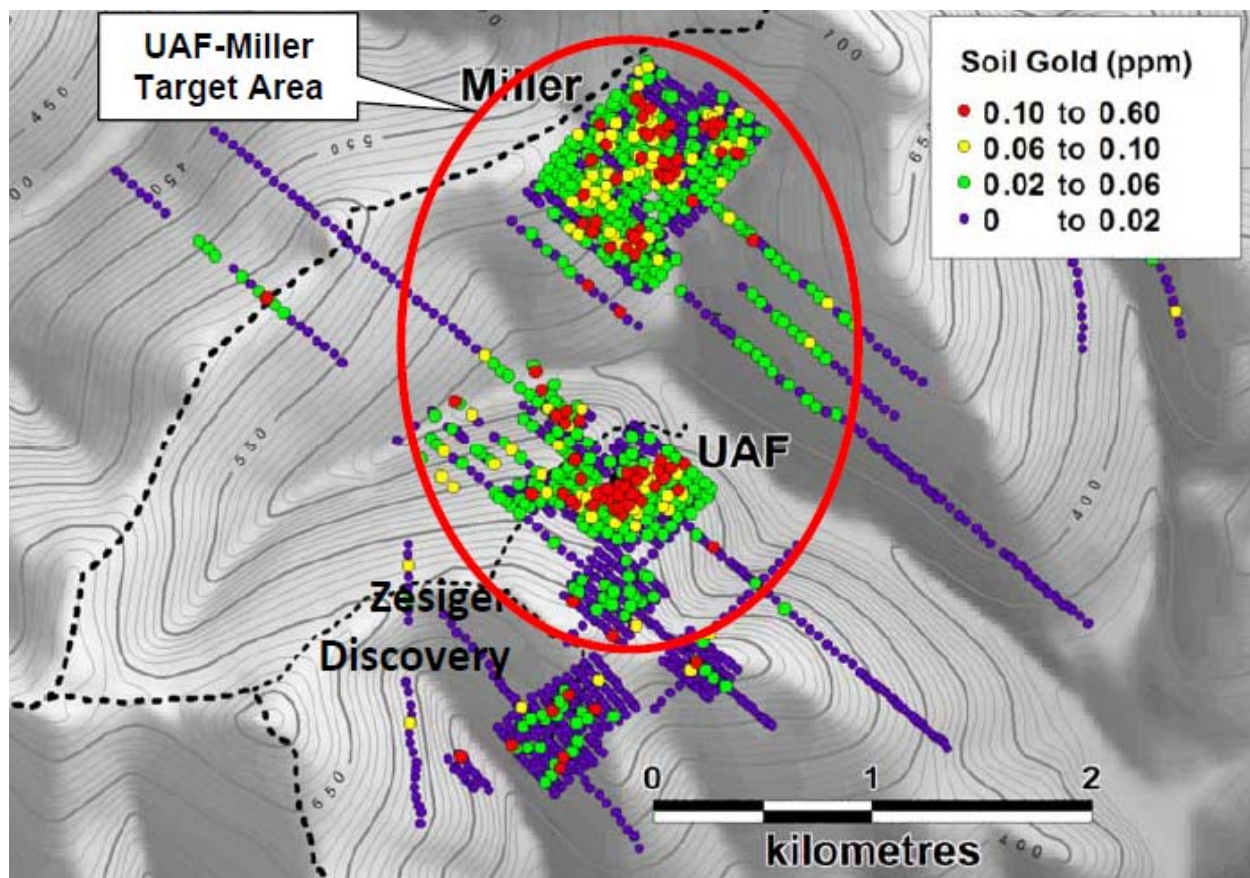 UAF-Miller
Target Area
Miller
Soil Gold (ppm)
0.10 to 0.60
0.06 to 0.10
0.02 to 0.06
0 to 0.02
700
450
550
450
550
UAF
400
Zesiger
Discovery
650
0 1 2
kilometres
400